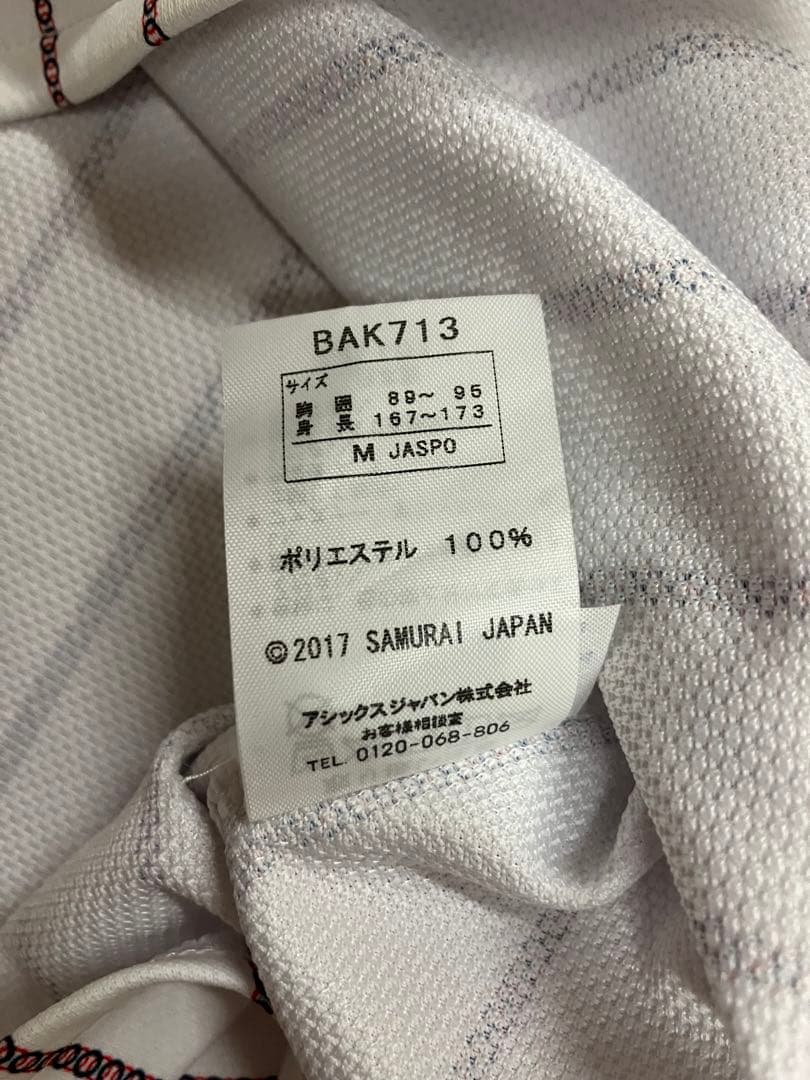 BAK713
サイズ
胸囲 89～ 95
身長 167～173
M JASPO
ポリエステル 100%
©2017 SAMURAI JAPAN
アシックスジャパン株式会社
お客様相談室
TEL. 0120-068-806